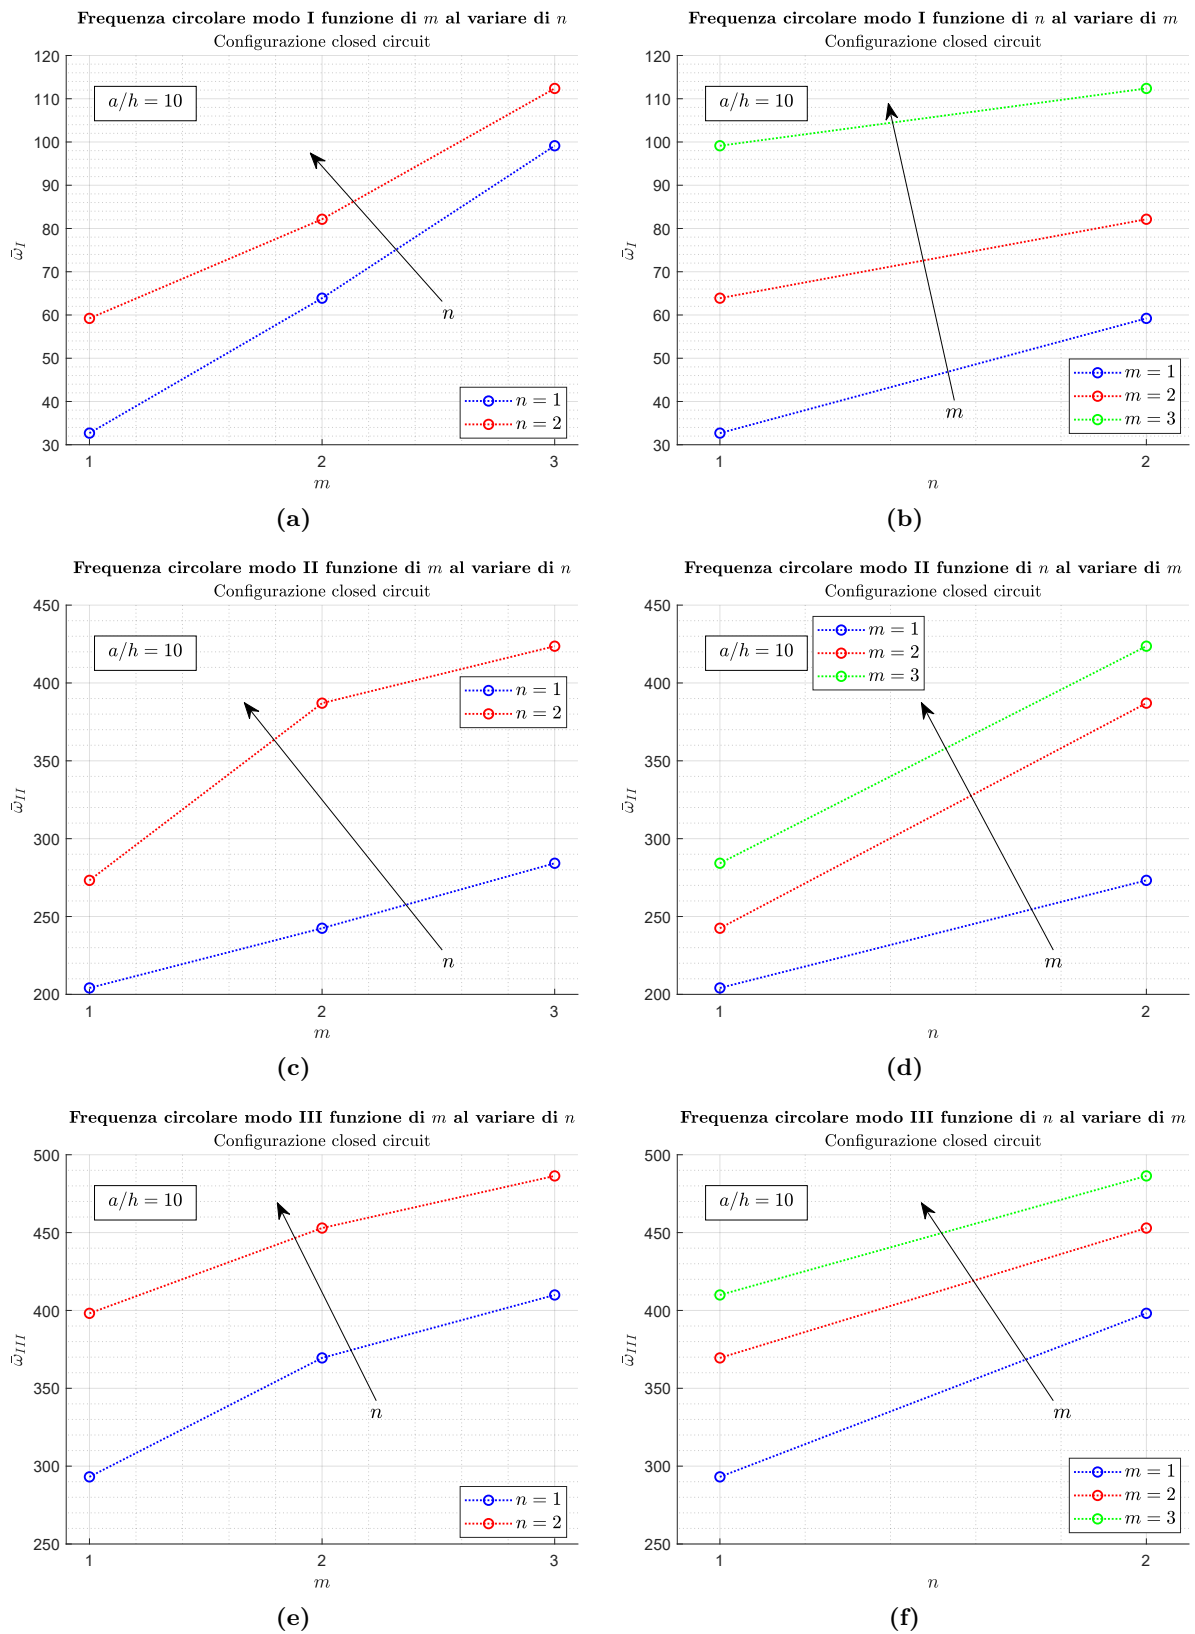 Frequenza circolare modo I funzione di m al variare di n
Configurazione closed circuit
120
110
100
90
80
70
60
50
40
30
ω̄_I
a/h = 10
n
n = 1
n = 2
1 2 3
m
(a)
Frequenza circolare modo I funzione di n al variare di m
Configurazione closed circuit
120
110
100
90
80
70
60
50
40
30
ω̄_I
a/h = 10
m
m = 1
m = 2
m = 3
1 2
n
(b)
Frequenza circolare modo II funzione di m al variare di n
Configurazione closed circuit
450
400
350
300
250
200
ω̄_II
a/h = 10
n = 1
n = 2
n
1 2 3
m
(c)
Frequenza circolare modo II funzione di n al variare di m
Configurazione closed circuit
450
400
350
300
250
200
ω̄_II
a/h = 10
m = 1
m = 2
m = 3
m
1 2
n
(d)
Frequenza circolare modo III funzione di m al variare di n
Configurazione closed circuit
500
450
400
350
300
250
ω̄_III
a/h = 10
n
n = 1
n = 2
1 2 3
m
(e)
Frequenza circolare modo III funzione di n al variare di m
Configurazione closed circuit
500
450
400
350
300
250
ω̄_III
a/h = 10
m
m = 1
m = 2
m = 3
1 2
n
(f)